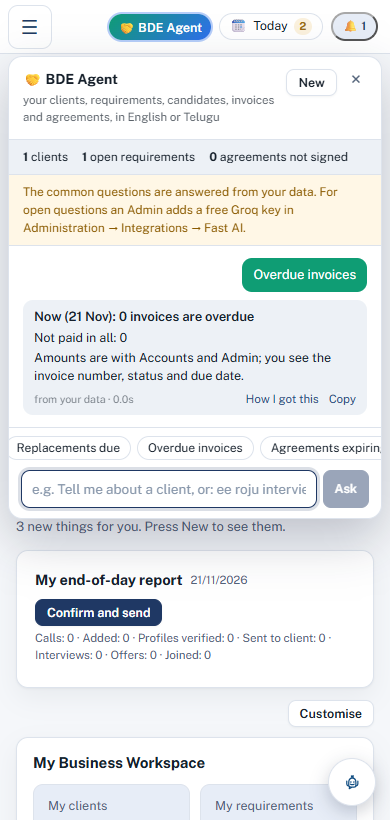 BDE Agent
Today 2
1
BDE Agent
New
your clients, requirements, candidates, invoices
and agreements, in English or Telugu
1 clients 1 open requirements 0 agreements not signed
The common questions are answered from your data. For
open questions an Admin adds a free Groq key in
Administration → Integrations → Fast AI.
Overdue invoices
Now (21 Nov): 0 invoices are overdue
Not paid in all: 0
Amounts are with Accounts and Admin; you see the
invoice number, status and due date.
from your data · 0.0s How I got this Copy
Replacements due Overdue invoices Agreements expiring
e.g. Tell me about a client, or: ee roju intervie
Ask
3 new things for you. Press New to see them.
My end-of-day report 21/11/2026
Confirm and send
Calls: 0 · Added: 0 · Profiles verified: 0 · Sent to client: 0 ·
Interviews: 0 · Offers: 0 · Joined: 0
Customise
My Business Workspace
My clients My requirements